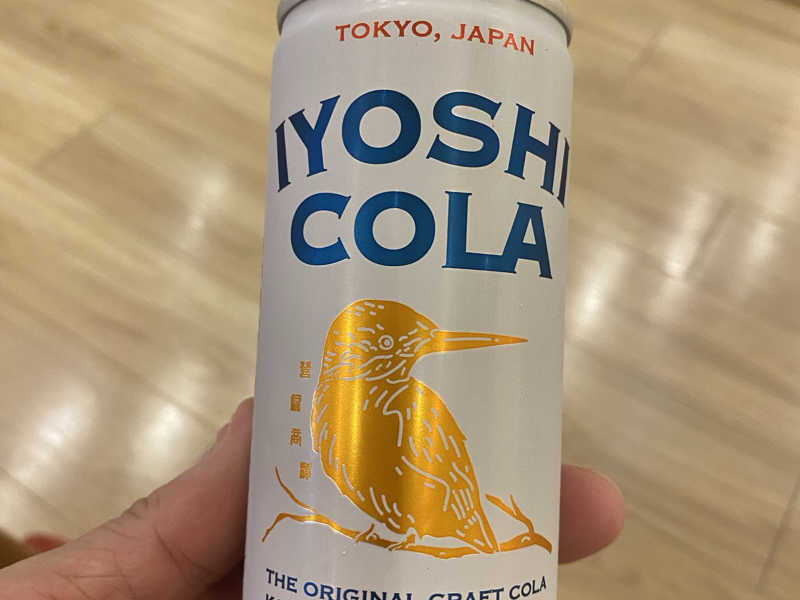 TOKYO, JAPAN
IYOSHI
COLA
THE ORIGINAL CRAFT COLA